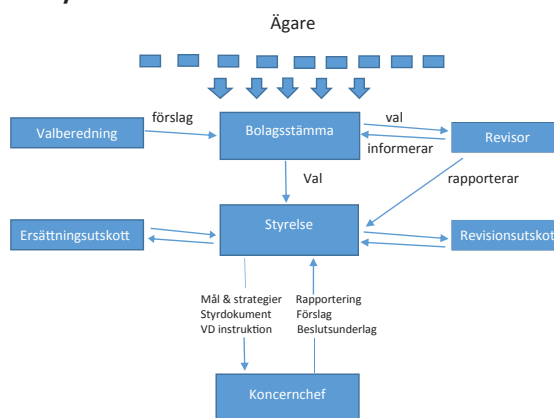 Ägare
förslag
val
Valberedning
Bolagsstämma
informerar
Revisor
Val
rapporterar
Ersättningsutskott
Styrelse
Revisionsutskot
Mål & strategier
Styrdokument
VD instruktion
Rapportering
Förslag
Beslutsunderlag
Koncernchef